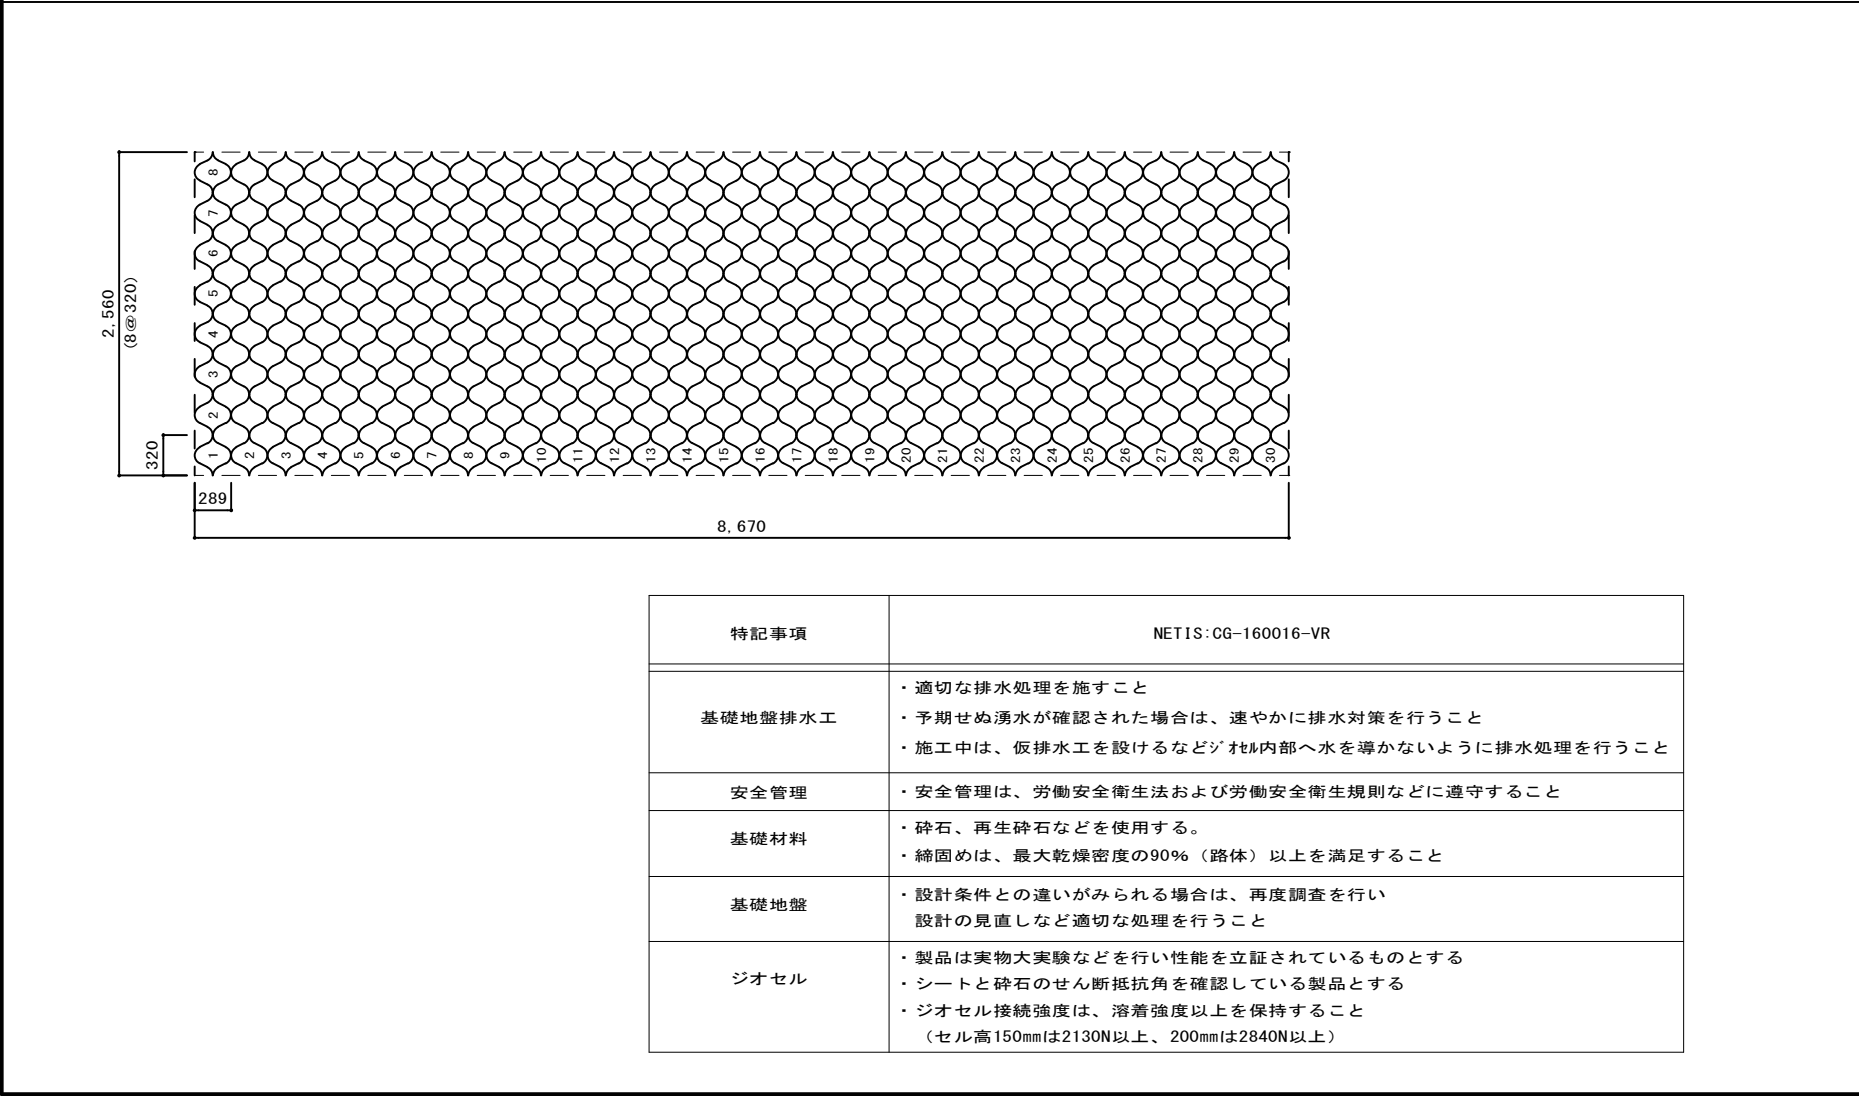 8
7
6
5
4
3
2
1 2 3 4 5 6 7 8 9 10 11 12 13 14 15 16 17 18 19 20 21 22 23 24 25 26 27 28 29 30
2,560
(8@320)
320
289
8,670
特記事項
NETIS:CG-160016-VR
基礎地盤排水工
・適切な排水処理を施すこと
・予期せぬ湧水が確認された場合は、速やかに排水対策を行うこと
・施工中は、仮排水工を設けるなどｼﾞｵｾﾙ内部へ水を導かないように排水処理を行うこと
安全管理
・安全管理は、労働安全衛生法および労働安全衛生規則などに遵守すること
基礎材料
・砕石、再生砕石などを使用する。
・締固めは、最大乾燥密度の90%（路体）以上を満足すること
基礎地盤
・設計条件との違いがみられる場合は、再度調査を行い
設計の見直しなど適切な処理を行うこと
ジオセル
・製品は実物大実験などを行い性能を立証されているものとする
・シートと砕石のせん断抵抗角を確認している製品とする
・ジオセル接続強度は、溶着強度以上を保持すること
（セル高150㎜は2130N以上、200㎜は2840N以上）